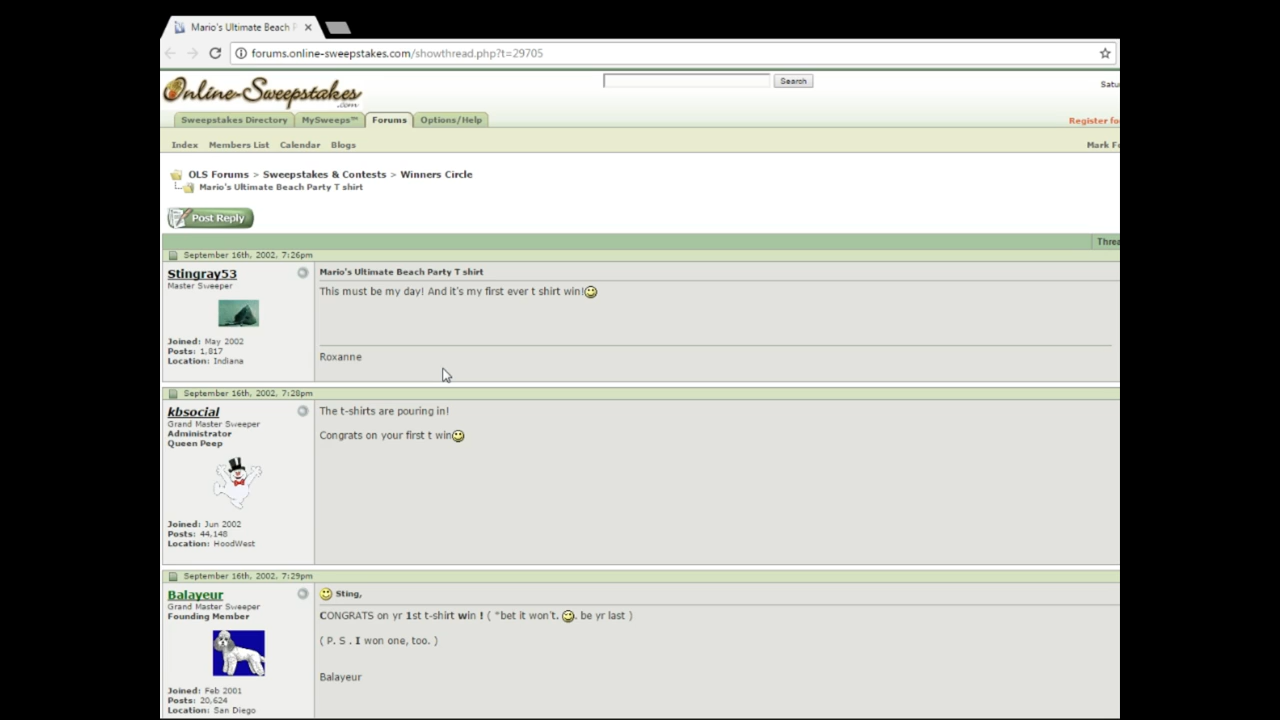 Mario's Ultimate Beach P
forums.online-sweepstakes.com/showthread.php?t=29705
Online-Sweepstakes
.com
Search
Satu
Sweepstakes Directory MySweeps™ Forums Options/Help
Register fo
Index Members List Calendar Blogs
Mark F
OLS Forums > Sweepstakes & Contests > Winners Circle
Mario's Ultimate Beach Party T shirt
Post Reply
Threa
September 16th, 2002, 7:26pm
Stingray53
Master Sweeper
Joined: May 2002
Posts: 1,817
Location: Indiana
Mario's Ultimate Beach Party T shirt
This must be my day! And it's my first ever t shirt win!
Roxanne
September 16th, 2002, 7:28pm
kbsocial
Grand Master Sweeper
Administrator
Queen Peep
Joined: Jun 2002
Posts: 44,148
Location: HoodWest
The t-shirts are pouring in!
Congrats on your first t win
September 16th, 2002, 7:29pm
Balayeur
Grand Master Sweeper
Founding Member
Joined: Feb 2001
Posts: 20,624
Location: San Diego
Sting,
CONGRATS on yr 1st t-shirt win ! ( "bet it won't. . be yr last )
( P. S . I won one, too. )
Balayeur